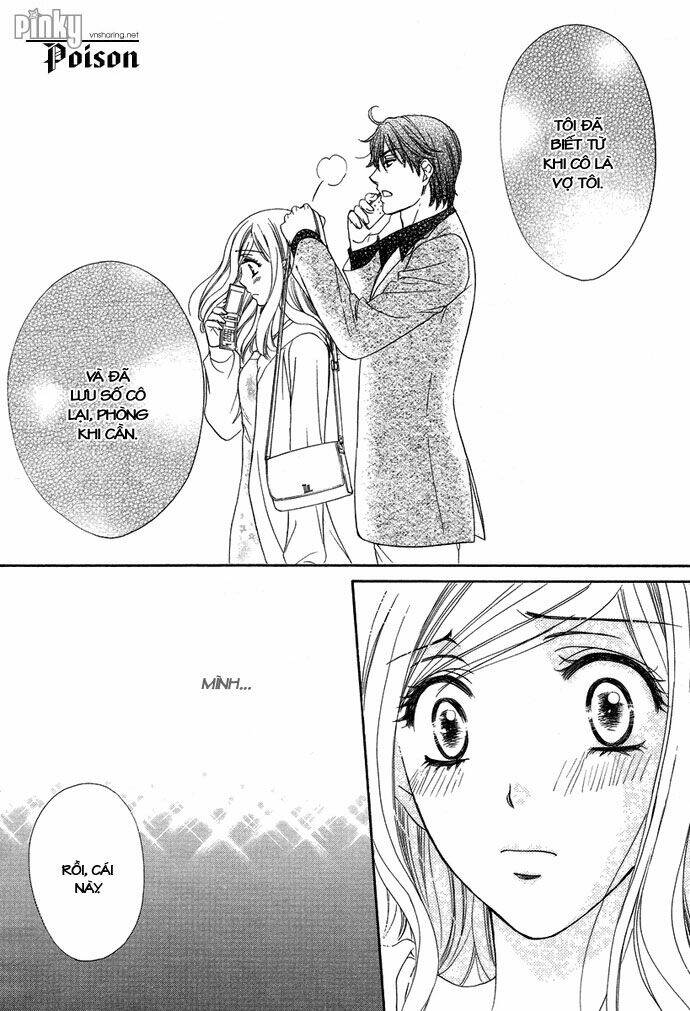 Pinky
vnsharing.net
Poison
TÔI ĐÃ
BIẾT TỪ
KHI CÔ LÀ
VỢ TÔI.
VÀ ĐÃ
LƯU SỐ CÔ
LẠI, PHÒNG
KHI CẦN.
MÌNH...
RỒI, CÁI
NÀY.